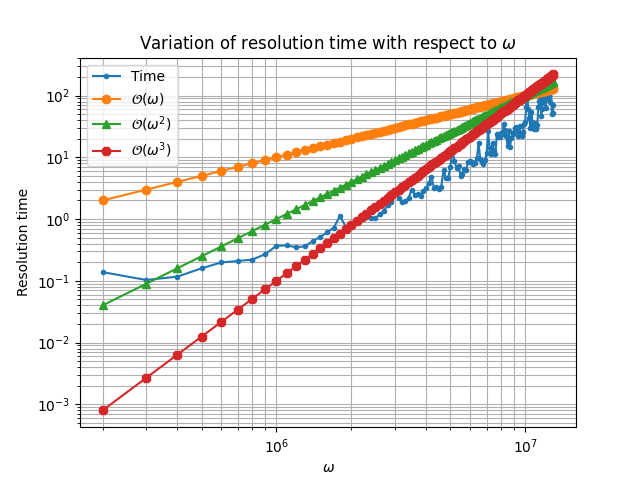 Variation of resolution time with respect to ω
Time
𝒪(ω)
𝒪(ω²)
𝒪(ω³)
Resolution time
10²
10¹
10⁰
10⁻¹
10⁻²
10⁻³
10⁶
10⁷
ω